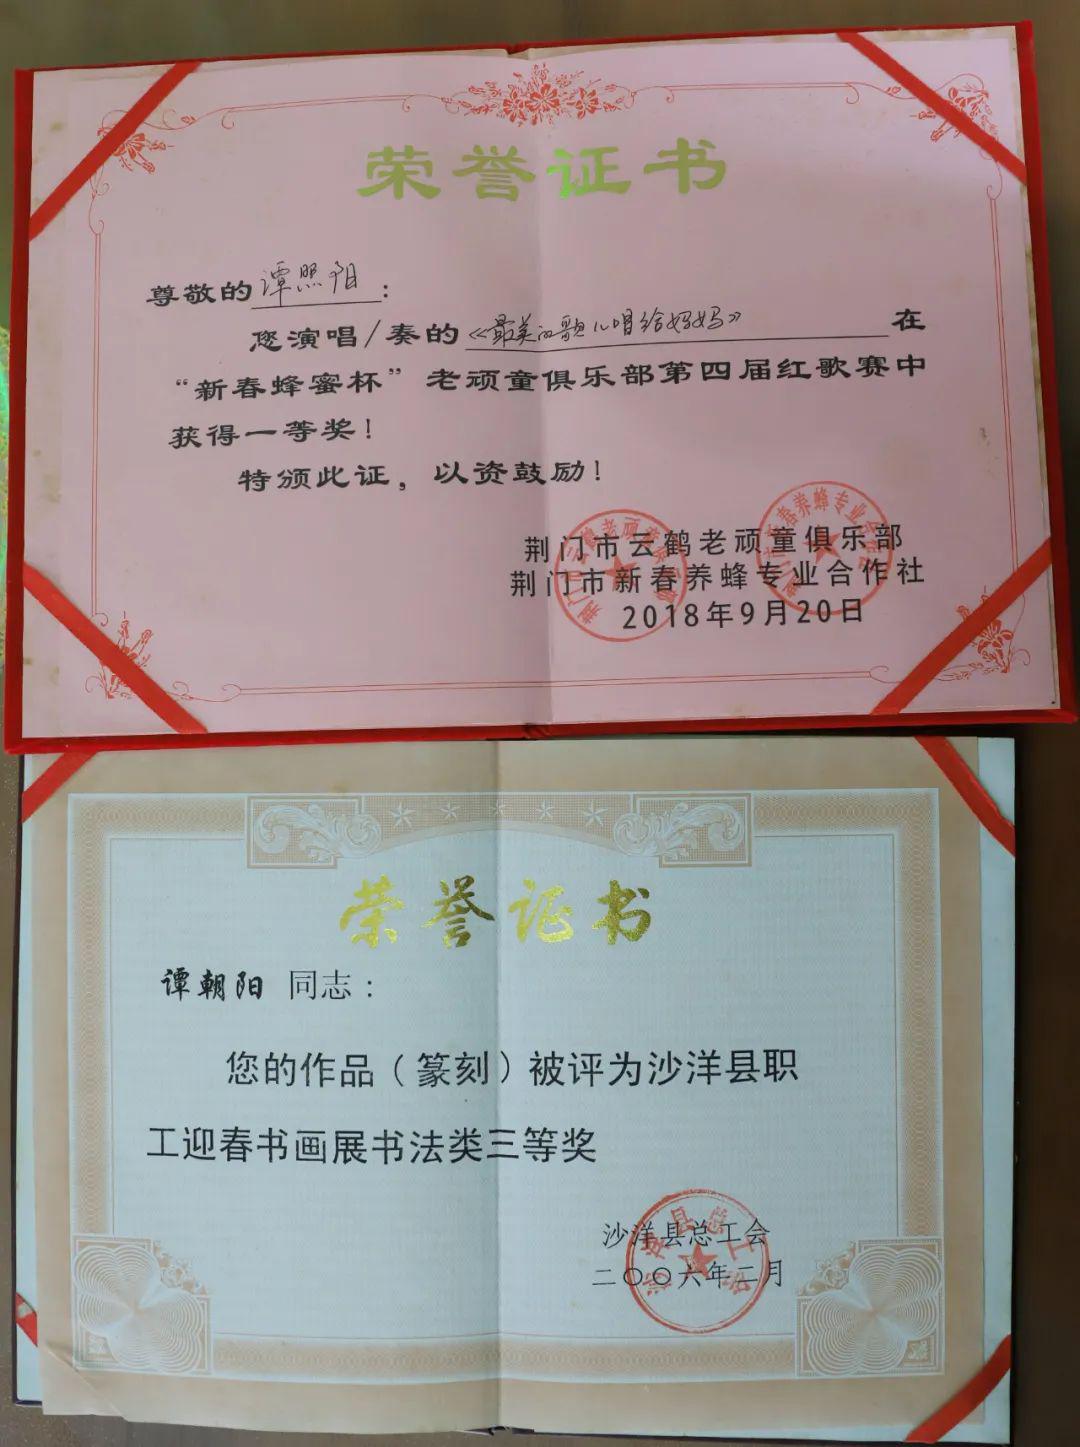 荣誉证书
尊敬的谭照阳：
您演唱/奏的《最美的歌儿唱给妈妈》在
“新春蜂蜜杯”老顽童俱乐部第四届红歌赛中
获得一等奖！
特颁此证，以资鼓励！
荆门市云鹤老顽童俱乐部
荆门市新春养蜂专业合作社
2018年9月20日
荣誉证书
谭朝阳 同志：
您的作品（篆刻）被评为沙洋县职
工迎春书画展书法类三等奖
沙洋县总工会
二〇〇六年二月
沙洋县总工会